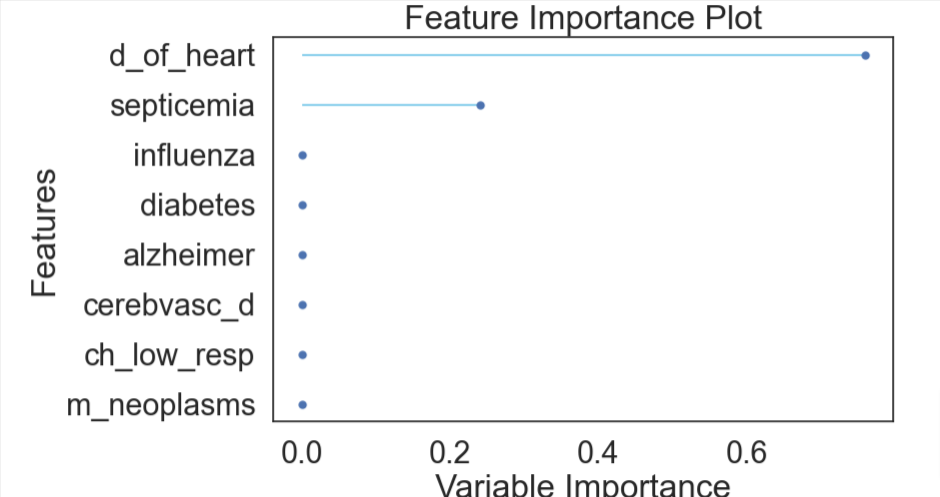 Feature Importance Plot
d_of_heart
septicemia
influenza
diabetes
alzheimer
cerebvasc_d
ch_low_resp
m_neoplasms
Features
0.0 0.2 0.4 0.6
Variable Importance